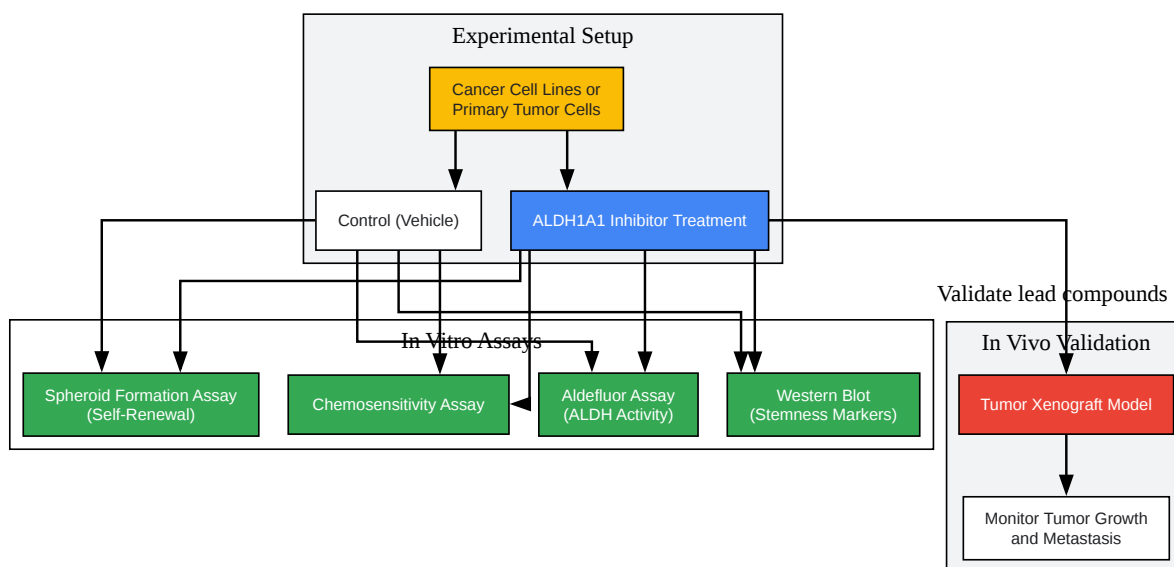 Experimental Setup
Cancer Cell Lines or
Primary Tumor Cells
Control (Vehicle)
ALDH1A1 Inhibitor Treatment
Validate lead compounds
In Vitro Assays
In Vivo Validation
Spheroid Formation Assay
(Self-Renewal)
Chemosensitivity Assay
Aldefluor Assay
(ALDH Activity)
Western Blot
(Stemness Markers)
Tumor Xenograft Model
Monitor Tumor Growth
and Metastasis